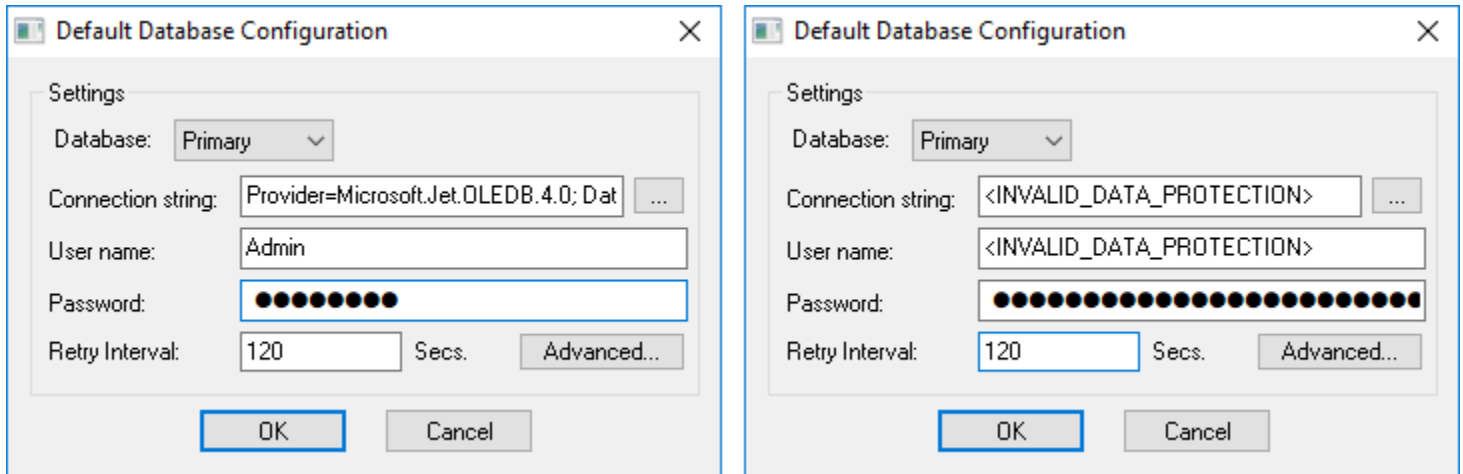 Default Database Configuration
Settings
Database: Primary
Connection string: Provider=Microsoft.Jet.OLEDB.4.0; Dat ...
User name: Admin
Password: ●●●●●●●●
Retry Interval: 120 Secs. Advanced...
OK Cancel
Default Database Configuration
Settings
Database: Primary
Connection string: <INVALID_DATA_PROTECTION> ...
User name: <INVALID_DATA_PROTECTION>
Password: ●●●●●●●●●●●●●●●●●●●●●●●●
Retry Interval: 120 Secs. Advanced...
OK Cancel